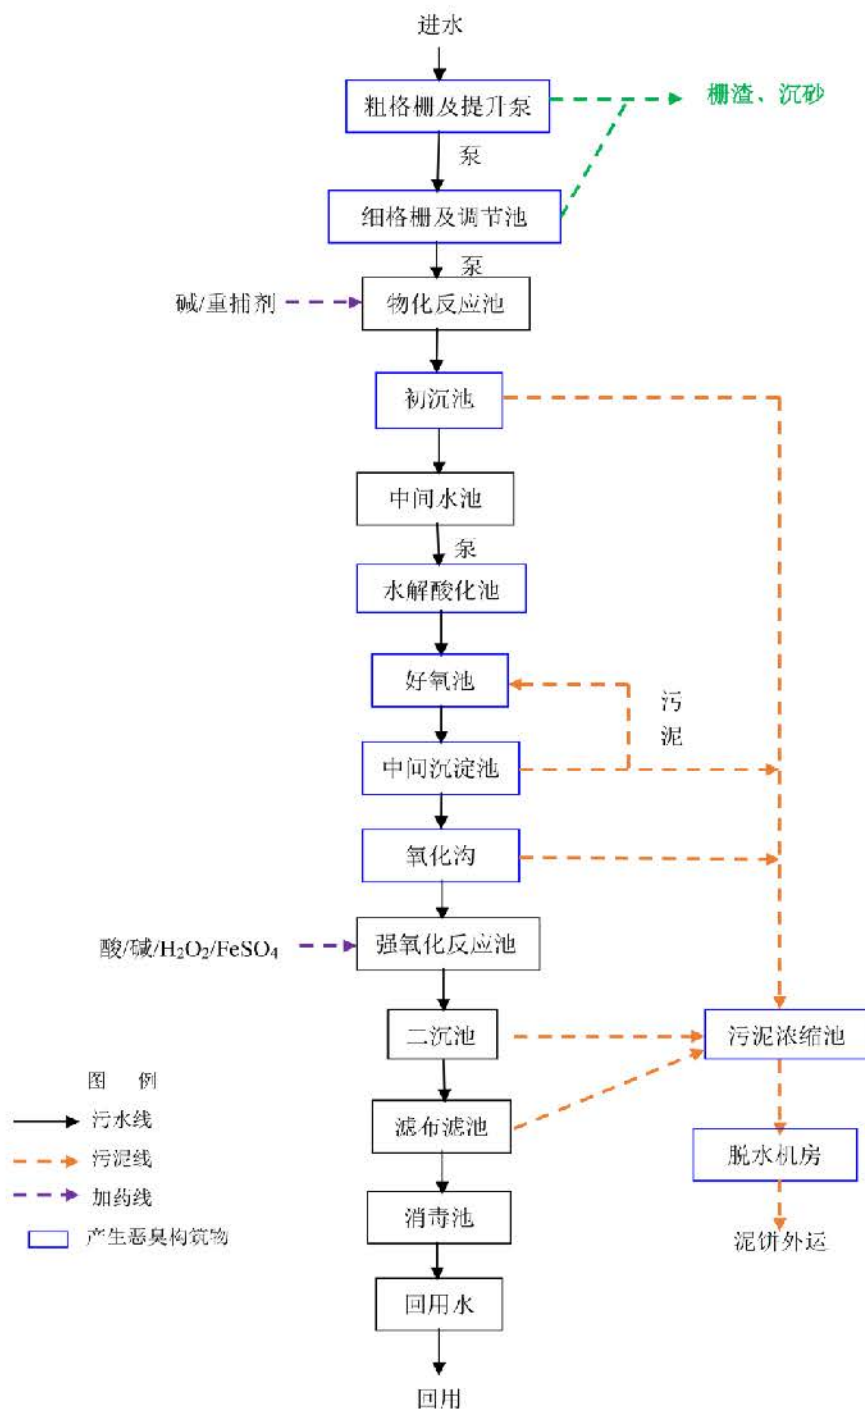 进水
粗格栅及提升泵
栅渣、沉砂
泵
细格栅及调节池
泵
碱/重捕剂
物化反应池
初沉池
中间水池
泵
水解酸化池
好氧池
污
泥
中间沉淀池
氧化沟
酸/碱/H₂O₂/FeSO₄
强氧化反应池
二沉池
污泥浓缩池
图 例
污水线
滤布滤池
污泥线
脱水机房
加药线
消毒池
产生恶臭构筑物
泥饼外运
回用水
回用